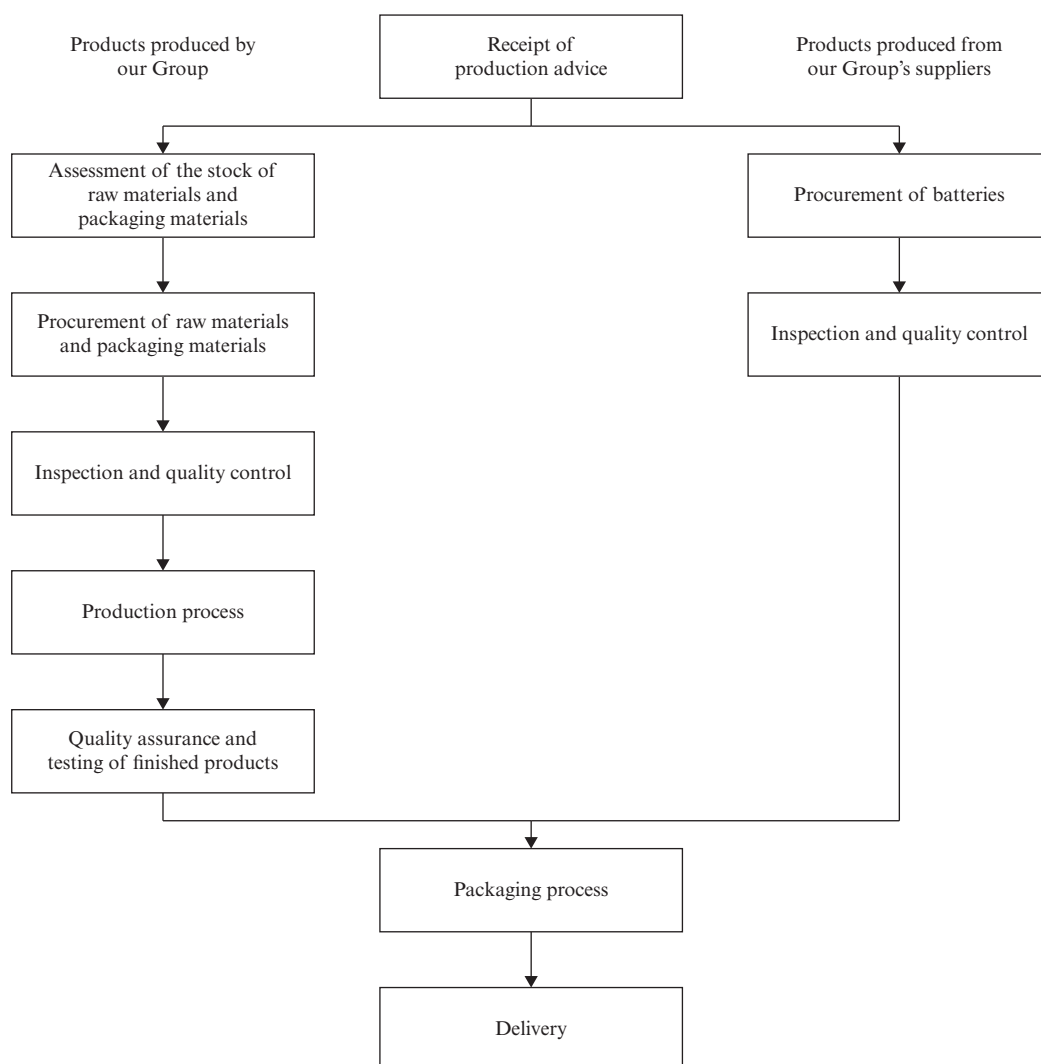 Products produced by
our Group
Receipt of
production advice
Products produced from
our Group's suppliers
Assessment of the stock of
raw materials and
packaging materials
Procurement of batteries
Procurement of raw materials
and packaging materials
Inspection and quality control
Inspection and quality control
Production process
Quality assurance and
testing of finished products
Packaging process
Delivery